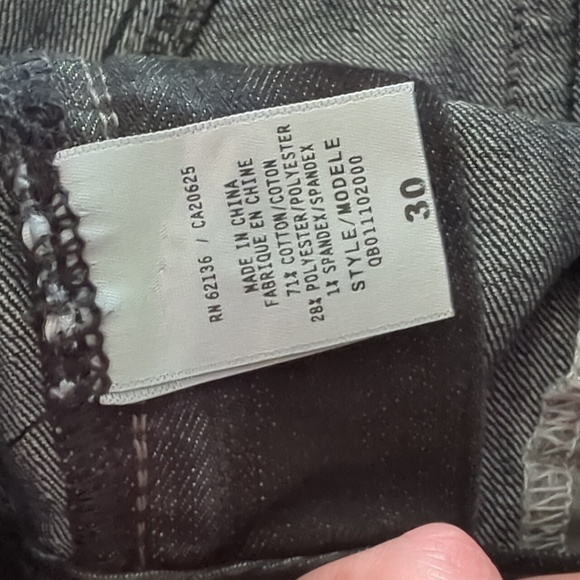 RN 62136 / CA20625
MADE IN CHINA
FABRIQUE EN CHINE
71% COTTON/COTON
28% POLYESTER/POLYESTER
1% SPANDEX/SPANDEX
STYLE/MODELE
QB011102000
30